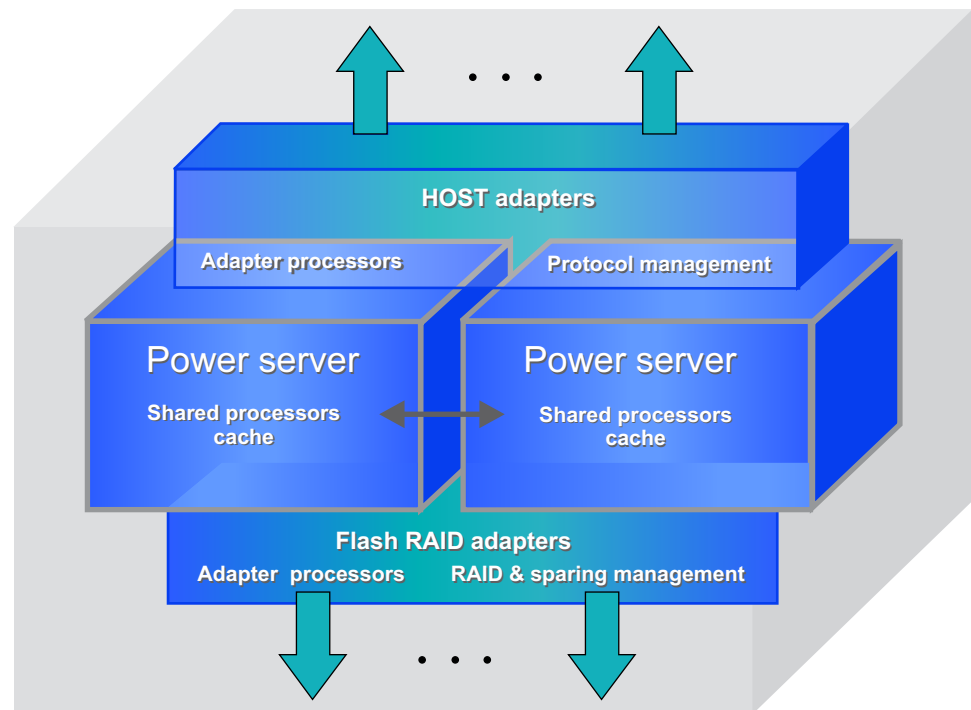 . . .
HOST adapters
Adapter processors
Protocol management
Power server
Shared processors
cache
Power server
Shared processors
cache
Flash RAID adapters
Adapter processors
RAID & sparing management
. . .